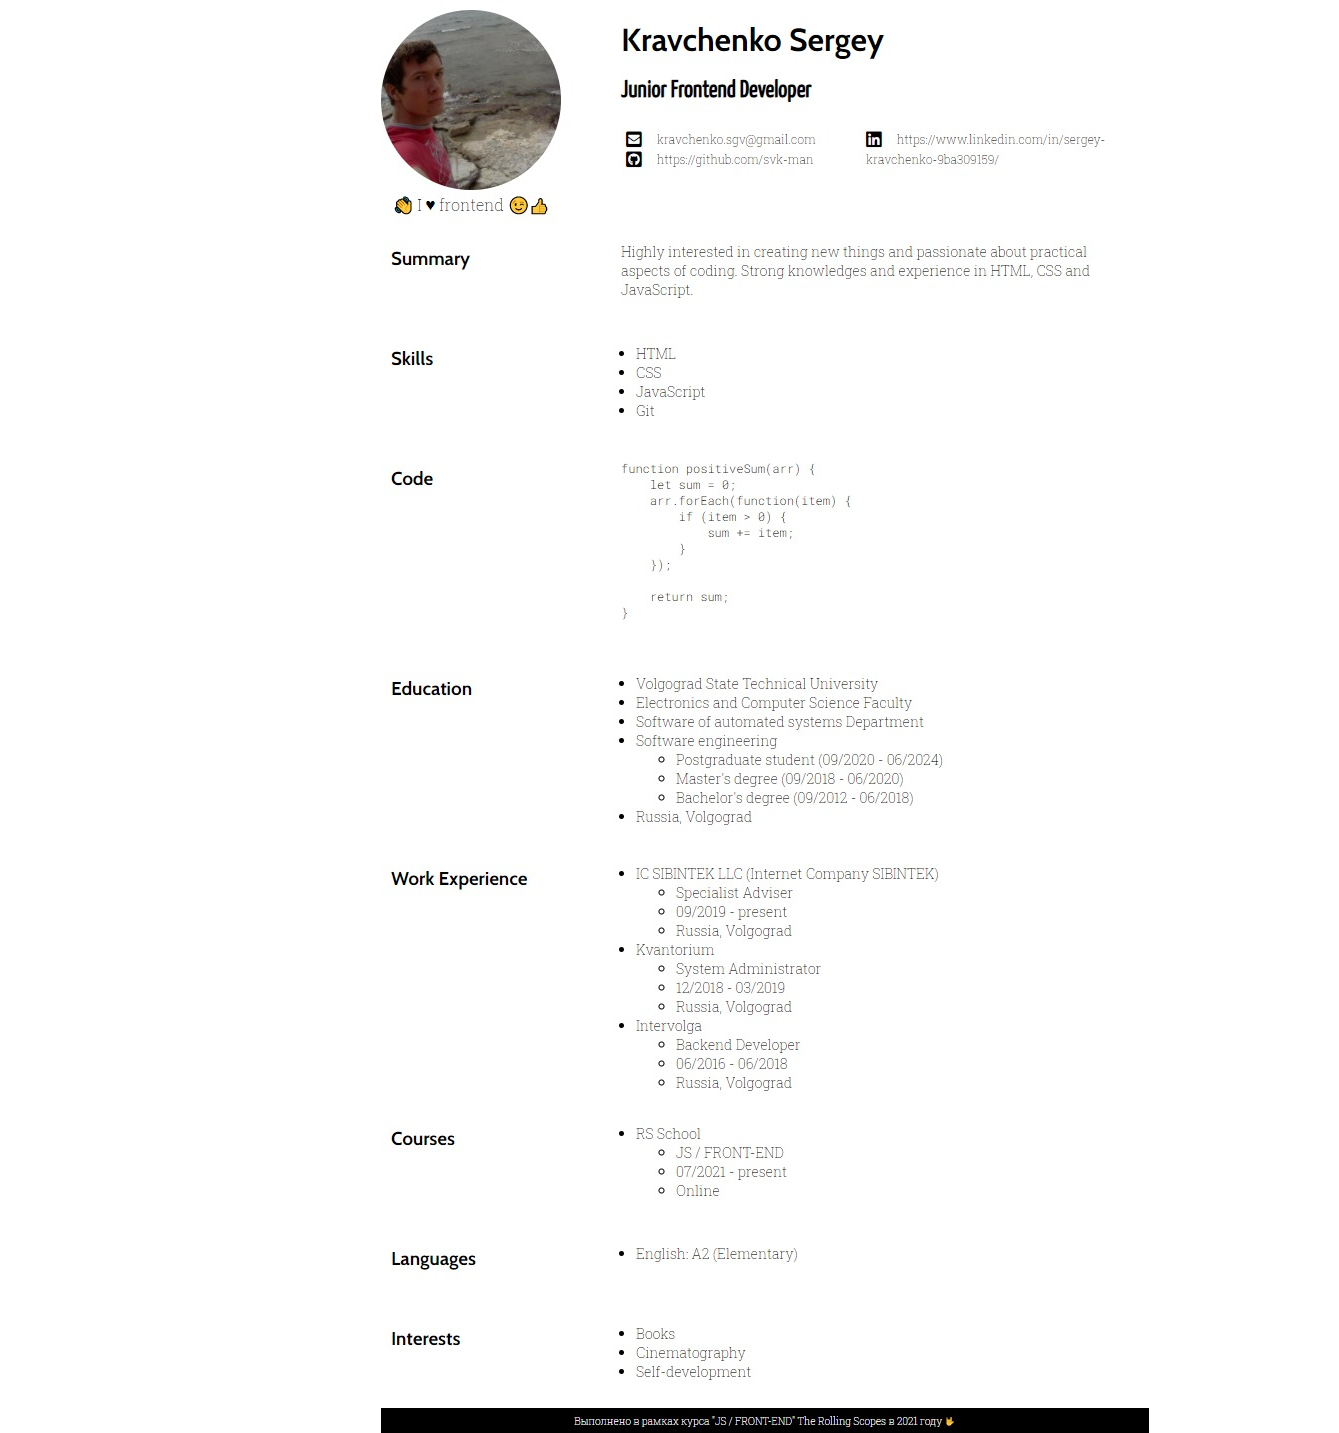 Kravchenko Sergey
Junior Frontend Developer
kravchenko.sgv@gmail.com
https://github.com/svk-man
https://www.linkedin.com/in/sergey-
kravchenko-9ba309159/
👏 I ♥ frontend 😉👍
Summary
Highly interested in creating new things and passionate about practical
aspects of coding. Strong knowledges and experience in HTML, CSS and
JavaScript.
Skills
• HTML
• CSS
• JavaScript
• Git
Code
function positiveSum(arr) {
    let sum = 0;
    arr.forEach(function(item) {
        if (item > 0) {
            sum += item;
        }
    });

    return sum;
}
Education
• Volgograd State Technical University
• Electronics and Computer Science Faculty
• Software of automated systems Department
• Software engineering
◦ Postgraduate student (09/2020 - 06/2024)
◦ Master's degree (09/2018 - 06/2020)
◦ Bachelor's degree (09/2012 - 06/2018)
• Russia, Volgograd
Work Experience
• IC SIBINTEK LLC (Internet Company SIBINTEK)
◦ Specialist Adviser
◦ 09/2019 - present
◦ Russia, Volgograd
• Kvantorium
◦ System Administrator
◦ 12/2018 - 03/2019
◦ Russia, Volgograd
• Intervolga
◦ Backend Developer
◦ 06/2016 - 06/2018
◦ Russia, Volgograd
Courses
• RS School
◦ JS / FRONT-END
◦ 07/2021 - present
◦ Online
Languages
• English: A2 (Elementary)
Interests
• Books
• Cinematography
• Self-development
Выполнено в рамках курса "JS / FRONT-END" The Rolling Scopes в 2021 году 🤟